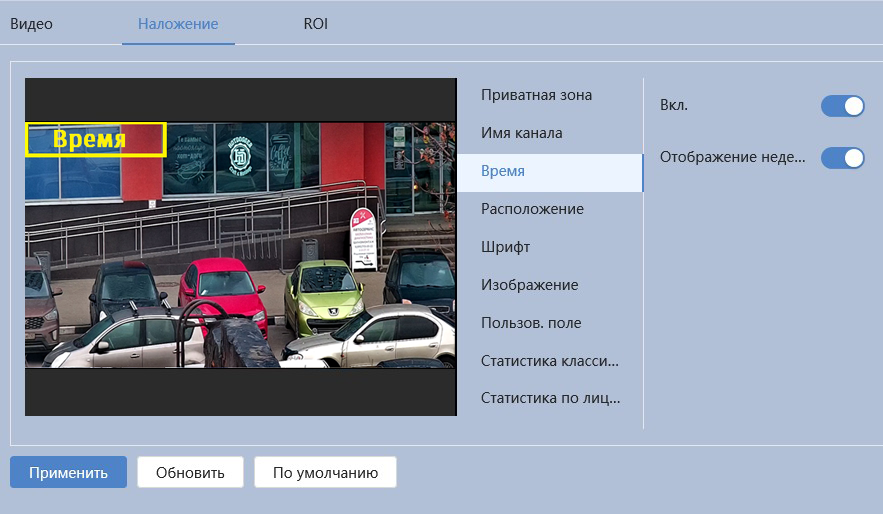 Видео
Наложение
ROI
Время
HOTДОГГЕР
Приватная зона
Имя канала
Время
Расположение
Шрифт
Изображение
Пользов. поле
Статистика класси...
Статистика по лиц...
Вкл.
Отображение неде...
Применить
Обновить
По умолчанию